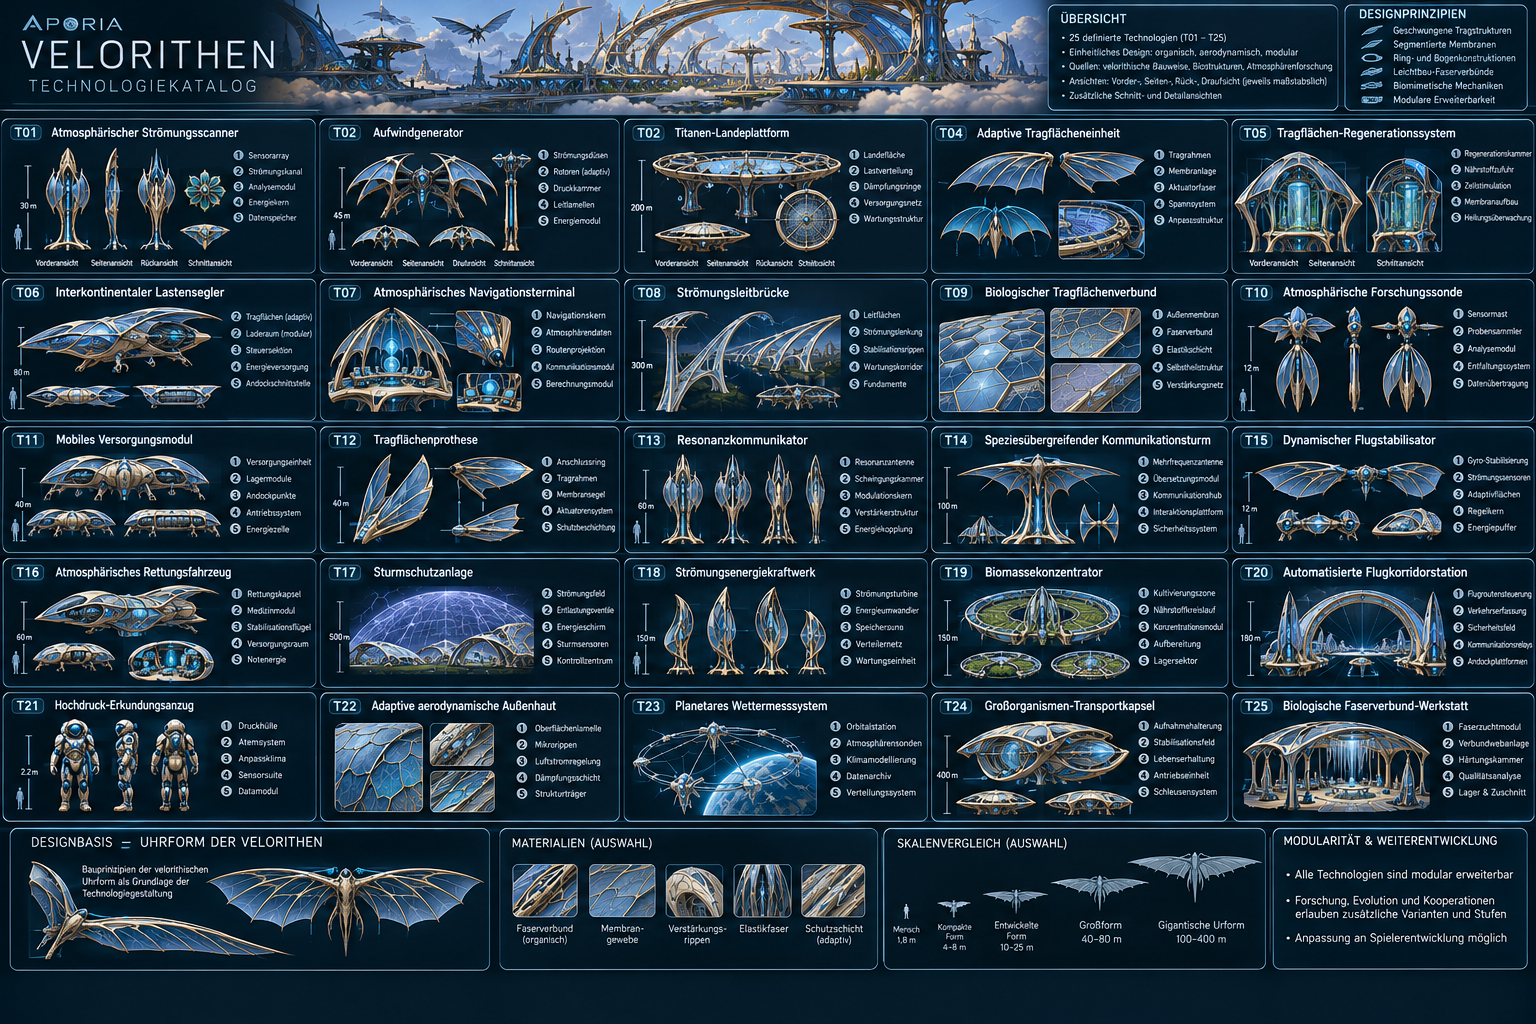 APORIA
VELORITHEN
TECHNOLOGIEKATALOG
ÜBERSICHT
• 25 definierte Technologien (T01 – T25)
• Einheitliches Design: organisch, aerodynamisch, modular
• Quellen: velorithische Bauweise, Biostrukturen, Atmosphärenforschung
• Ansichten: Vorder-, Seiten-, Rück-, Draufsicht (jeweils maßstabslich)
• Zusätzliche Schnitt- und Detailansichten
DESIGNPRINZIPIEN
Geschwungene Tragstrukturen
Segmentierte Membranen
Ring- und Bogenkonstruktionen
Leichtbau-Faserverbünde
Biomimetische Mechaniken
Modulare Erweiterbarkeit
T01 Atmosphärischer Strömungsscanner
30 m
1 Sensorarray
2 Strömungskanal
3 Analysemodul
4 Energiekern
5 Datenspeicher
Vorderansicht Seitenansicht Rückansicht Schnittansicht
T02 Aufwindgenerator
45 m
1 Strömungsdüsen
2 Rotoren (adaptiv)
3 Druckkammer
4 Leitlamellen
5 Energiemodul
Vorderansicht Seitenansicht Schnittansicht
T02 Titanen-Landeplattform
200 m
1 Landefläche
2 Lastverteilung
3 Dämpfungsringe
4 Versorgungsnetz
5 Wartungsstruktur
Vorderansicht Seitenansicht Rückansicht
T04 Adaptive Tragflächeneinheit
1 Tragrahmen
2 Membranlage
3 Aktuatorfaser
4 Spannsystem
5 Anpassstruktur
T05 Tragflächen-Regenerationssystem
1 Regenerationskammer
2 Nährstoffzufuhr
3 Zellstimulation
4 Membranaufbau
5 Heilungsüberwachung
Vorderansicht Seitenansicht
T06 Interkontinentaler Lastensegler
80 m
2 Tragflächen (adaptiv)
2 Laderaum (modular)
3 Steuersektion
4 Energieversorgung
5 Andockschnittstelle
T07 Atmosphärisches Navigationsterminal
1 Navigationskern
2 Atmosphärendaten
3 Routenprojektion
4 Kommunikationsmodul
5 Berechnungsmodul
T08 Strömungsleitbrücke
300 m
1 Leitflächen
2 Strömungslenkung
3 Stabilisationsrippen
4 Wartungskorridor
5 Fundamente
T09 Biologischer Tragflächenverbund
1 Außenmembran
2 Faserverbund
3 Elastikschicht
4 Selbstheilstruktur
5 Verstärkungsnetz
T10 Atmosphärische Forschungssonde
12 m
1 Sensormast
2 Probensammler
3 Analysemodul
4 Entfaltungssystem
5 Datenübertragung
T11 Mobiles Versorgungsmodul
40 m
1 Versorgungseinheit
2 Lagermodule
3 Andockpunkte
4 Antriebssystem
5 Energiezelle
T12 Tragflächenprothese
40 m
1 Anschlussring
2 Tragrahmen
3 Membransegel
4 Aktuatorensystem
5 Schutzbeschichtung
T13 Resonanzkommunikator
60 m
1 Resonanzantenne
2 Schwingungskammer
3 Modulationskern
4 Verstärkerstruktur
5 Energiekopplung
T14 Speziesübergreifender Kommunikationsturm
100 m
1 Mehrfrequenzantenne
2 Übersetzungsmodul
3 Kommunikationshub
4 Interaktionsplattform
5 Sicherheitssystem
T15 Dynamischer Flugstabilisator
12 m
1 Gyro-Stabilisierung
2 Strömungssensoren
3 Adaptivflächen
4 Regelkern
5 Energiepuffer
T16 Atmosphärisches Rettungsfahrzeug
60 m
1 Rettungskapsel
2 Medizinmodul
3 Stabilisationsflügel
4 Versorgungsraum
5 Notenergie
T17 Sturmschutzanlage
500 m
2 Strömungsfeld
2 Entlastungsventile
3 Energieschirm
4 Sturmsensoren
5 Kontrollzentrum
T18 Strömungsenergiekraftwerk
150 m
1 Strömungsturbine
2 Energieumwandler
3
4 Verteilernetz
5 Wartungseinheit
T19 Biomassekonzentrator
150 m
1 Kultivierungszone
2 Nährstoffkreislauf
3 Konzentrationsmodul
4 Aufbereitung
5 Lagersektor
T20 Automatisierte Flugkorridorstation
180 m
1 Flugroutensteuerung
2 Verkehrserfassung
3 Sicherheitsfeld
4 Kommunikationsrelays
5 Andockplattformen
T21 Hochdruck-Erkundungsanzug
2.2 m
1 Druckhülle
2 Atemsystem
3 Anpassklima
4 Sensorsuite
5 Datamodul
T22 Adaptive aerodynamische Außenhaut
1 Oberflächenlamelle
2 Mikrorippen
3 Luftstromregelung
4 Dämpfungsschicht
5 Strukturträger
T23 Planetares Wettermesssystem
1 Orbitalstation
2 Atmosphärensonden
3 Klimamodellierung
4 Datenarchiv
5 Verteilungssystem
T24 Großorganismen-Transportkapsel
400 m
1 Aufnahmehalterung
2 Stabilisationsfeld
3 Lebenserhaltung
4 Antriebseinheit
5 Schleusensystem
T25 Biologische Faserverbund-Werkstatt
1 Faserzuchtmodul
2 Verbundwebanlage
3 Härtungskammer
4 Qualitätsanalyse
5 Lager & Zuschnitt
DESIGNBASIS = UHRFORM DER VELORITHEN
Bauprinzipien der velorithischen
Uhrform als Grundlage der
Technologiegestaltung
MATERIALIEN (AUSWAHL)
Faserverbund
(organisch)
Membran-
gewebe
Verstärkungs-
rippen
Elastikfaser
Schutzschicht
(adaptiv)
SKALENVERGLEICH (AUSWAHL)
Mensch
1,8 m
Kompakte
Form
4–8 m
Entwickelte
Form
10–25 m
Großform
40–80 m
Gigantische Urform
100–400 m
MODULARITÄT & WEITERENTWICKLUNG
• Alle Technologien sind modular erweiterbar
• Forschung, Evolution und Kooperationen
erlauben zusätzliche Varianten und Stufen
• Anpassung an Spielerentwicklung möglich